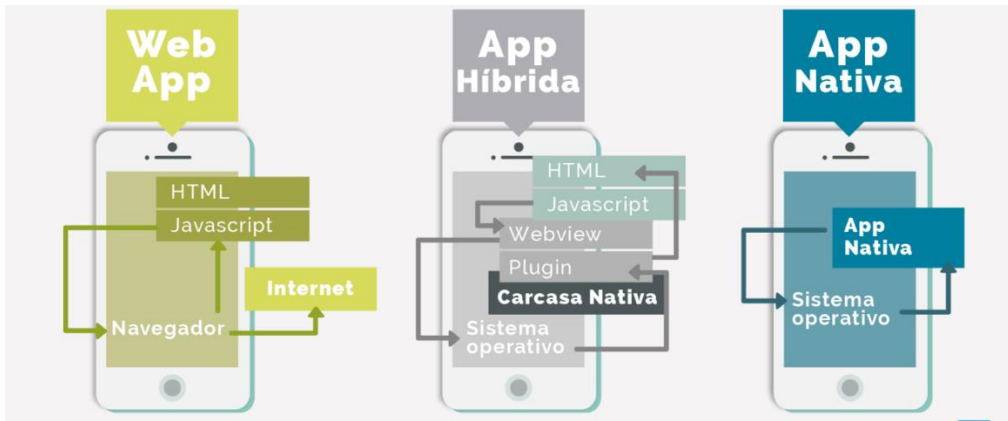 Web
App
HTML
Javascript
Internet
Navegador
App
Híbrida
HTML
Javascript
Webview
Plugin
Carcasa Nativa
Sistema
operativo
App
Nativa
App
Nativa
Sistema
operativo